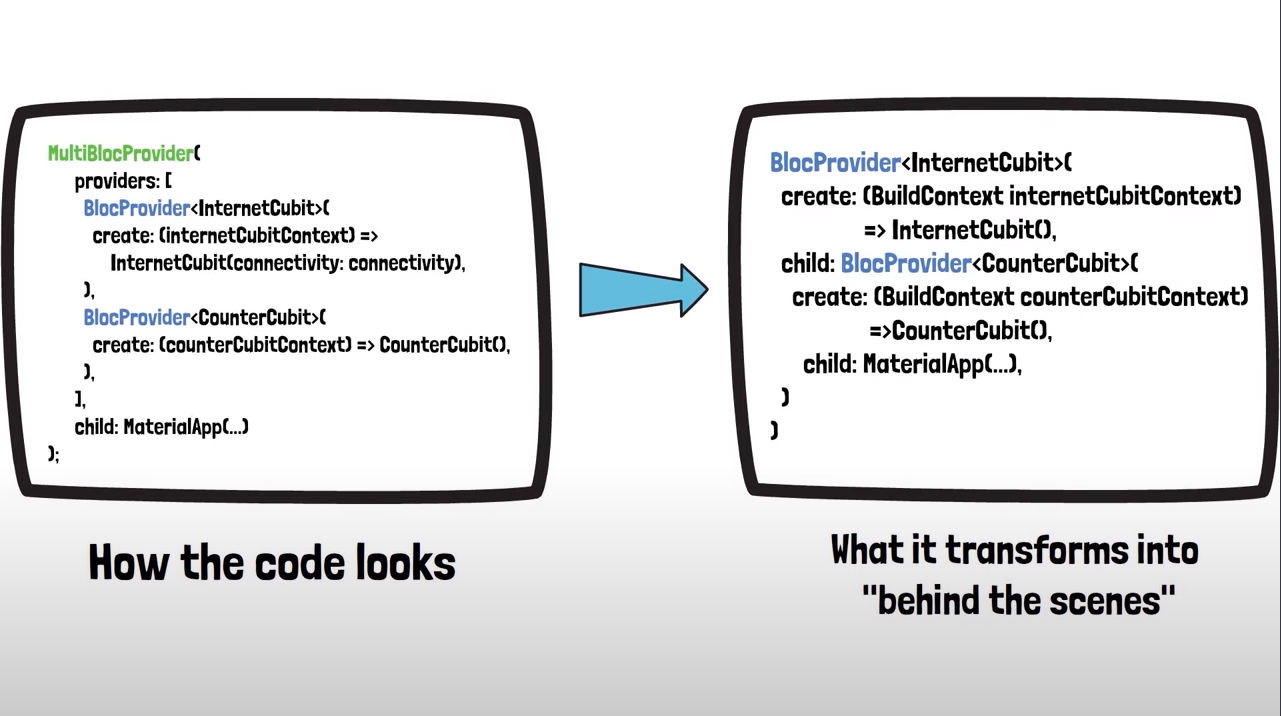 MultiBlocProvider(
providers: [
BlocProvider<InternetCubit>(
create: (internetCubitContext) =>
InternetCubit(connectivity: connectivity),
),
BlocProvider<CounterCubit>(
create: (counterCubitContext) => CounterCubit(),
),
],
child: MaterialApp(...)
);
How the code looks
BlocProvider<InternetCubit>(
create: (BuildContext internetCubitContext)
=> InternetCubit(),
child: BlocProvider<CounterCubit>(
create: (BuildContext counterCubitContext)
=>CounterCubit(),
child: MaterialApp(...),
)
)
What it transforms into
"behind the scenes"